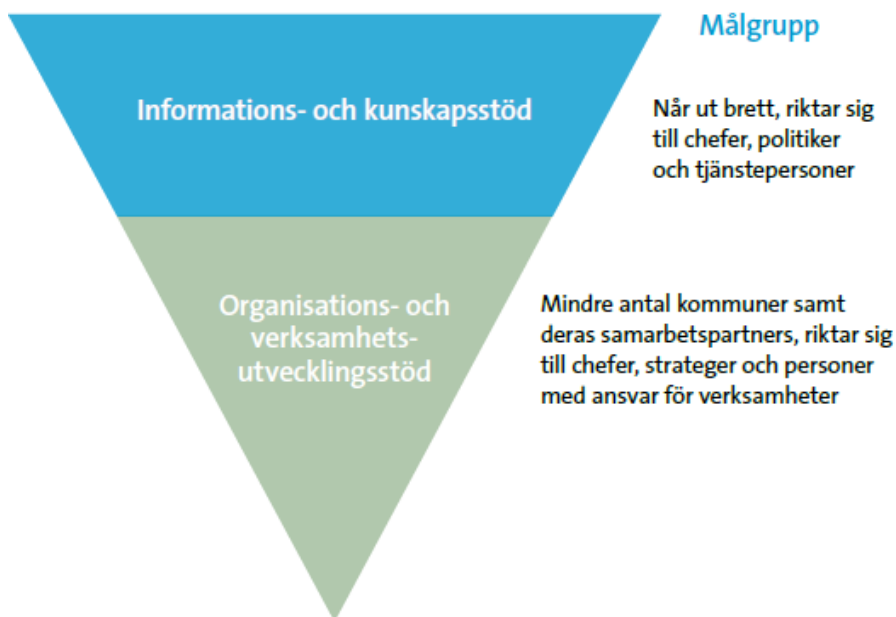 Målgrupp
Informations- och kunskapsstöd
Når ut brett, riktar sig
till chefer, politiker
och tjänstepersoner
Organisations- och
verksamhets-
utvecklingsstöd
Mindre antal kommuner samt
deras samarbetspartners, riktar sig
till chefer, strateger och personer
med ansvar för verksamheter